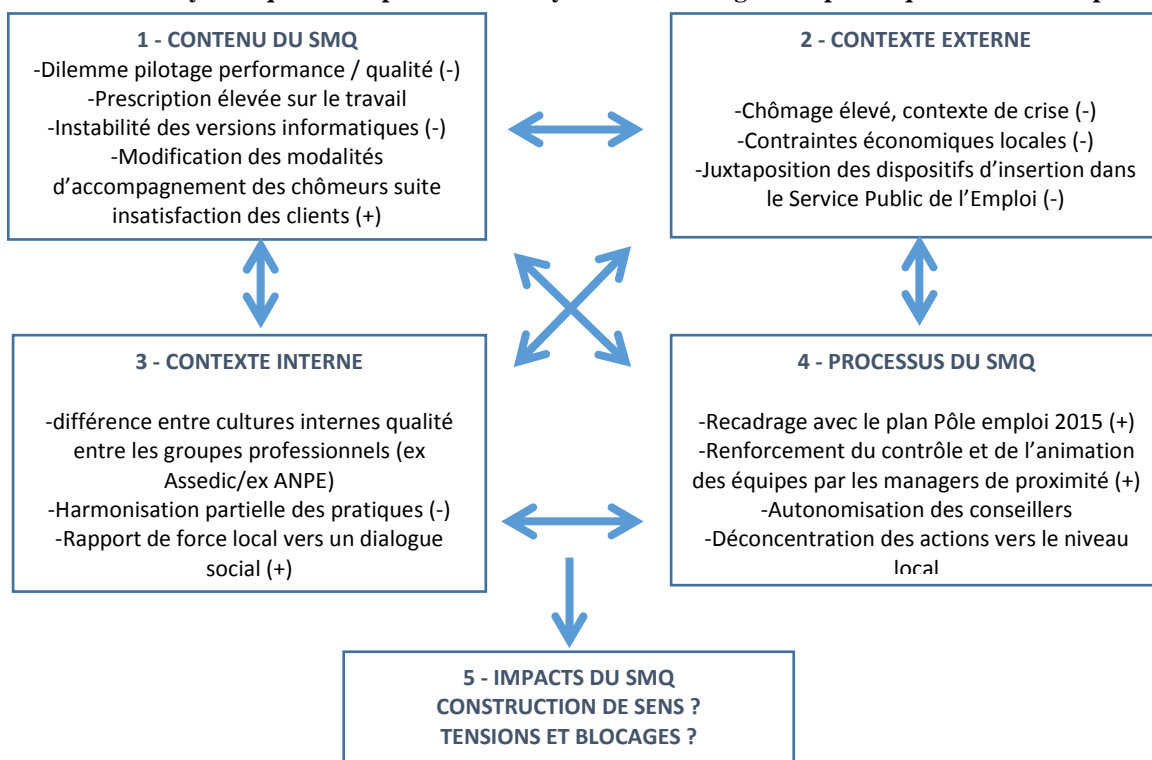 1 - CONTENU DU SMQ
-Dilemme pilotage performance / qualité (-)
-Prescription élevée sur le travail
-Instabilité des versions informatiques (-)
-Modification des modalités
d'accompagnement des chômeurs suite
insatisfaction des clients (+)
2 - CONTEXTE EXTERNE
-Chômage élevé, contexte de crise (-)
-Contraintes économiques locales (-)
-Juxtaposition des dispositifs d'insertion dans
le Service Public de l'Emploi (-)
3 - CONTEXTE INTERNE
-différence entre cultures internes qualité
entre les groupes professionnels (ex
Assedic/ex ANPE)
-Harmonisation partielle des pratiques (-)
-Rapport de force local vers un dialogue
social (+)
4 - PROCESSUS DU SMQ
-Recadrage avec le plan Pôle emploi 2015 (+)
-Renforcement du contrôle et de l'animation
des équipes par les managers de proximité (+)
-Autonomisation des conseillers
-Déconcentration des actions vers le niveau
local
5 - IMPACTS DU SMQ
CONSTRUCTION DE SENS ?
TENSIONS ET BLOCAGES ?